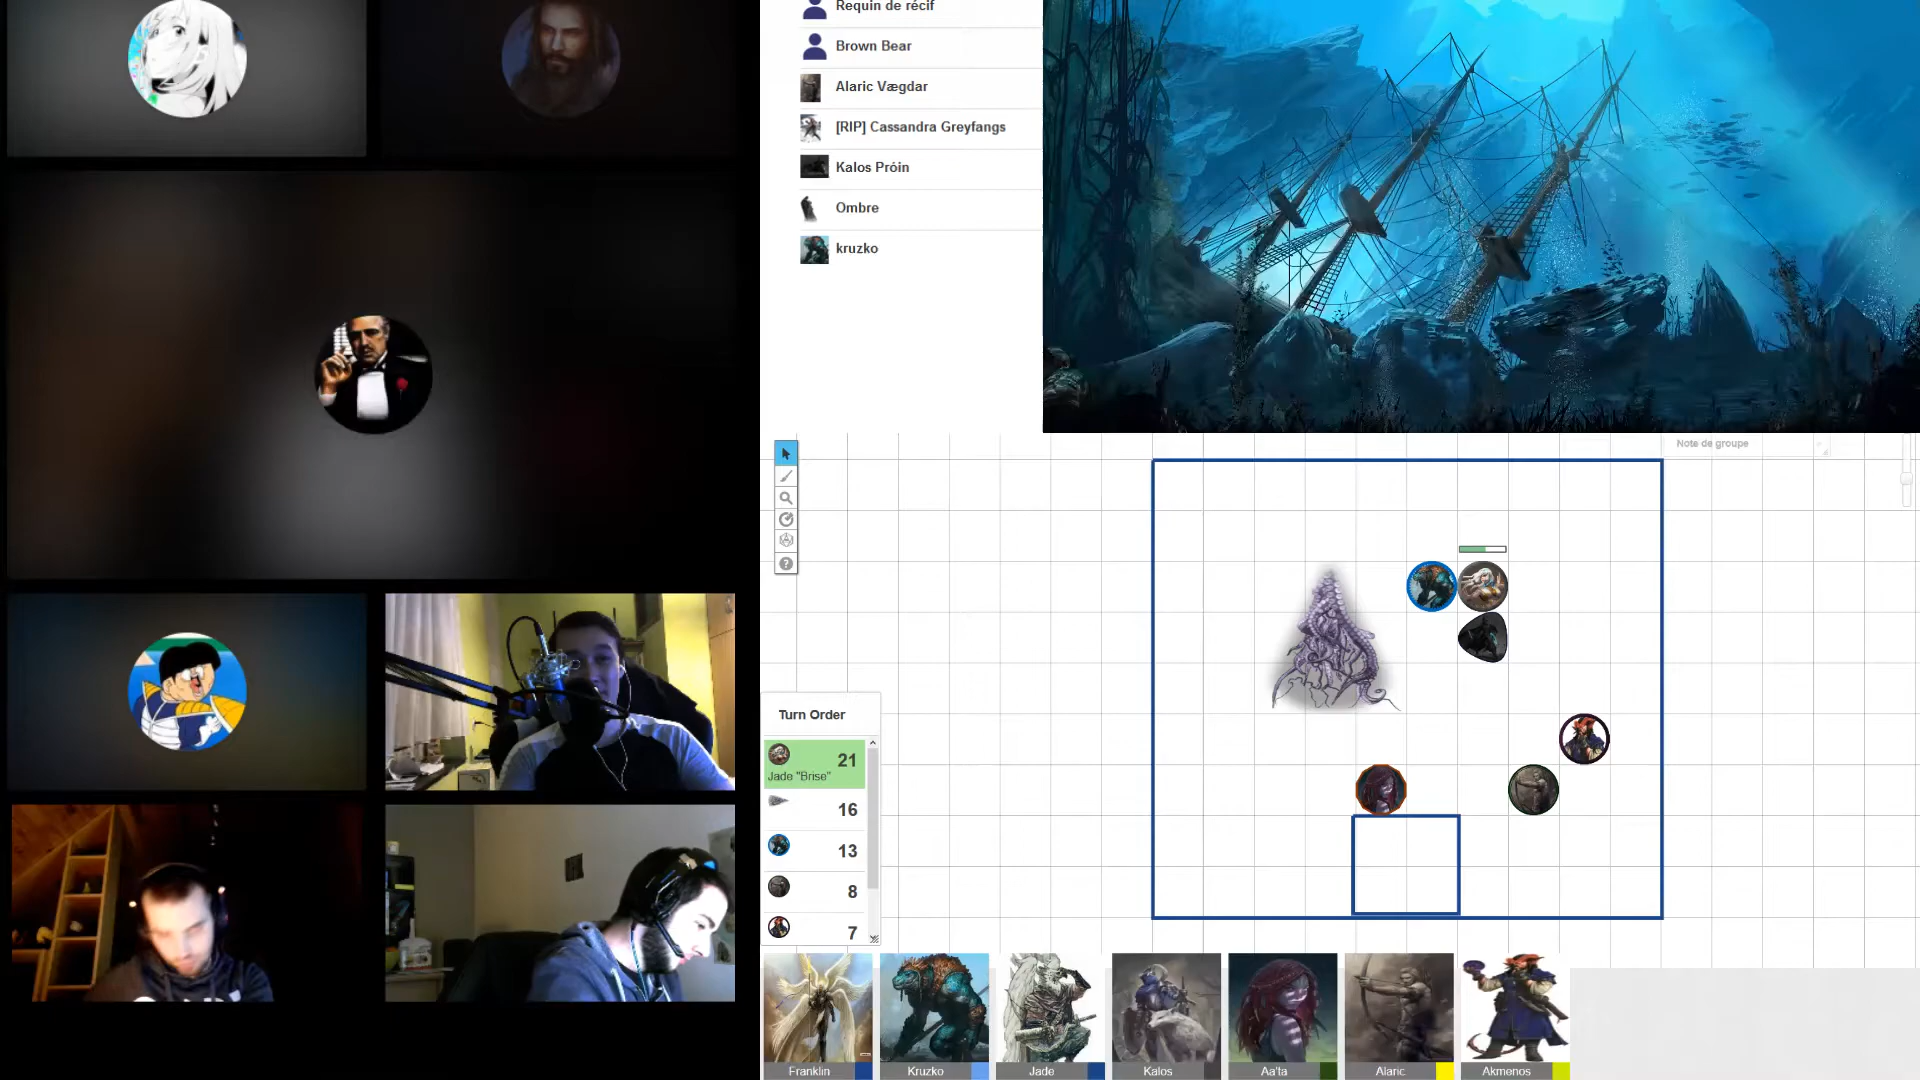 Requin de récif
Brown Bear
Alaric Vægdar
[RIP] Cassandra Greyfangs
Kalos Próin
Ombre
kruzko
Note de groupe
Turn Order
21
Jade "Brise"
16
13
8
7
Franklin
Kruzko
Jade
Kalos
Aa'ta
Alaric
Akmenos